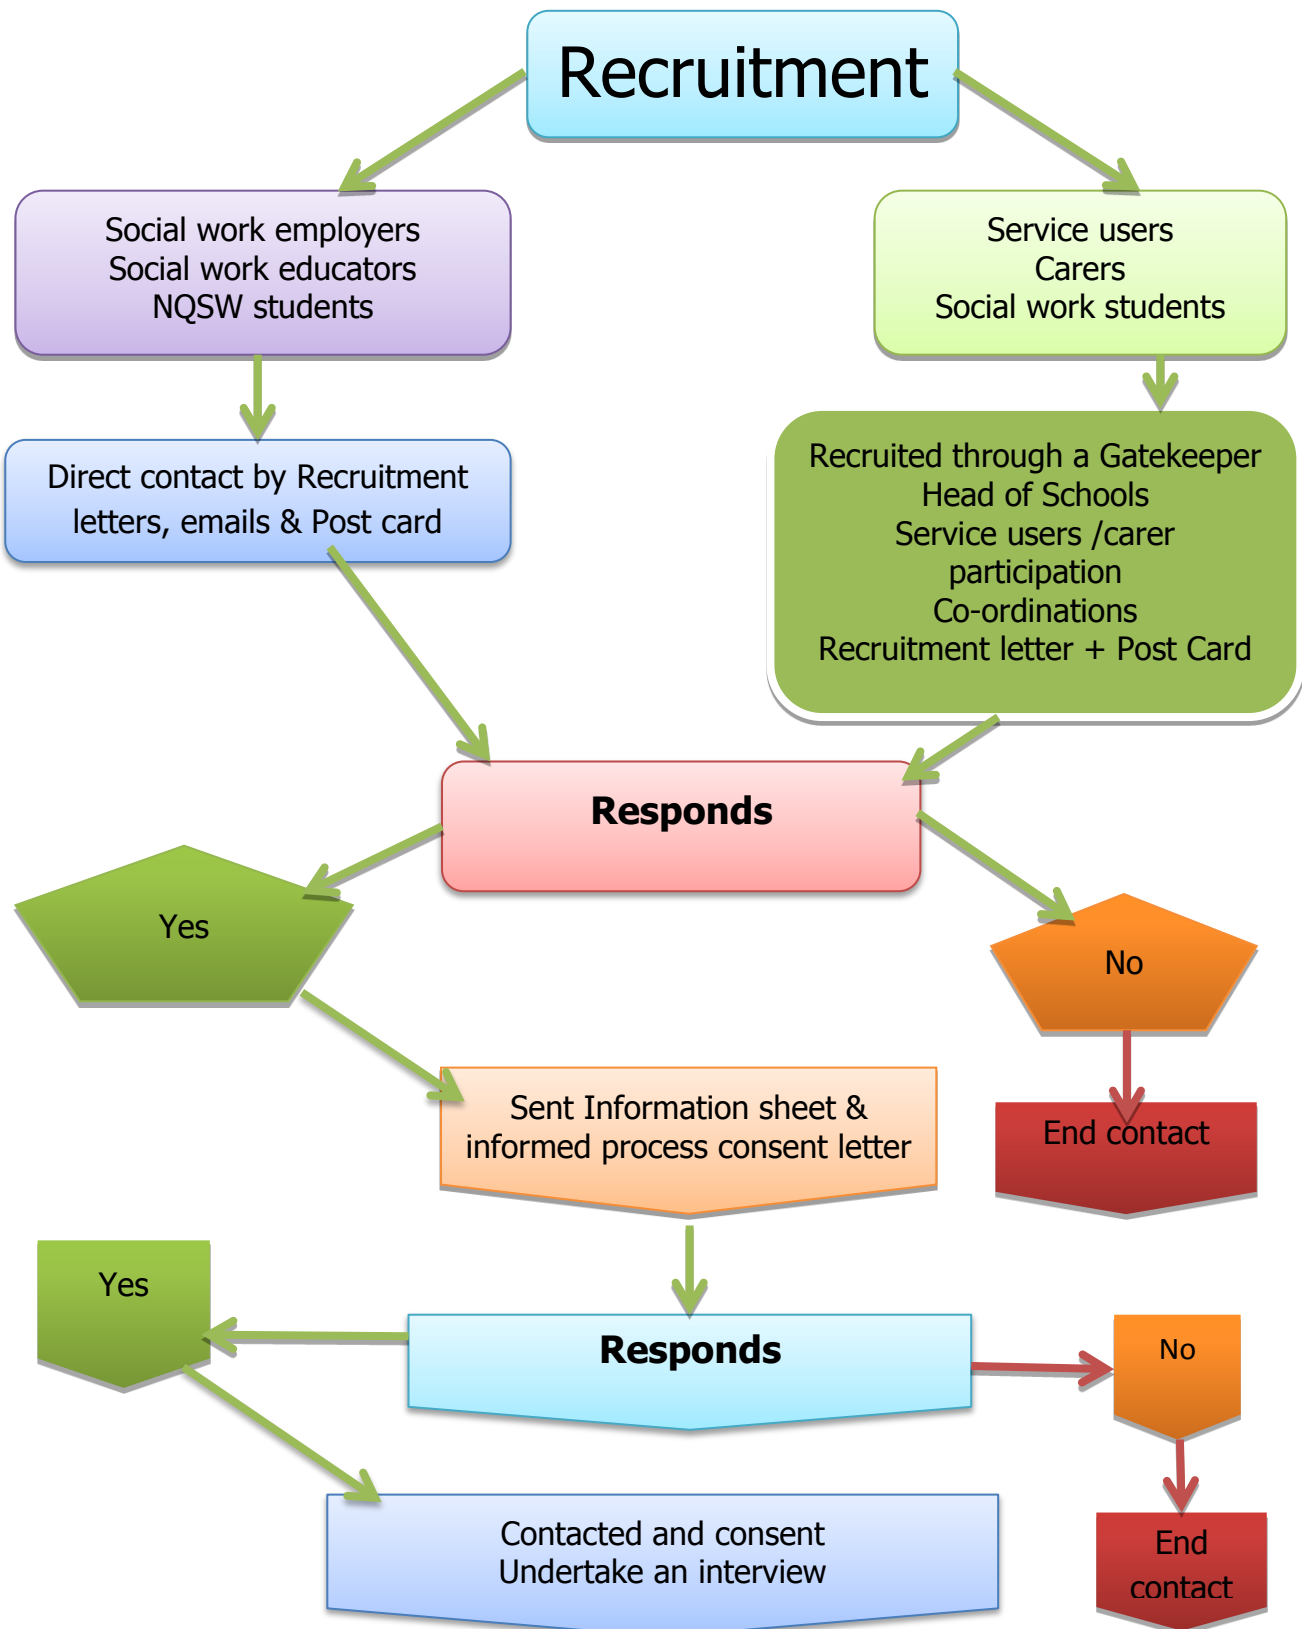 Recruitment
Social work employers
Social work educators
NQSW students
Service users
Carers
Social work students
Direct contact by Recruitment
letters, emails & Post card
Recruited through a Gatekeeper
Head of Schools
Service users /carer
participation
Co-ordinations
Recruitment letter + Post Card
Responds
Yes
No
Sent Information sheet &
informed process consent letter
End contact
Yes
Responds
No
Contacted and consent
Undertake an interview
End
contact